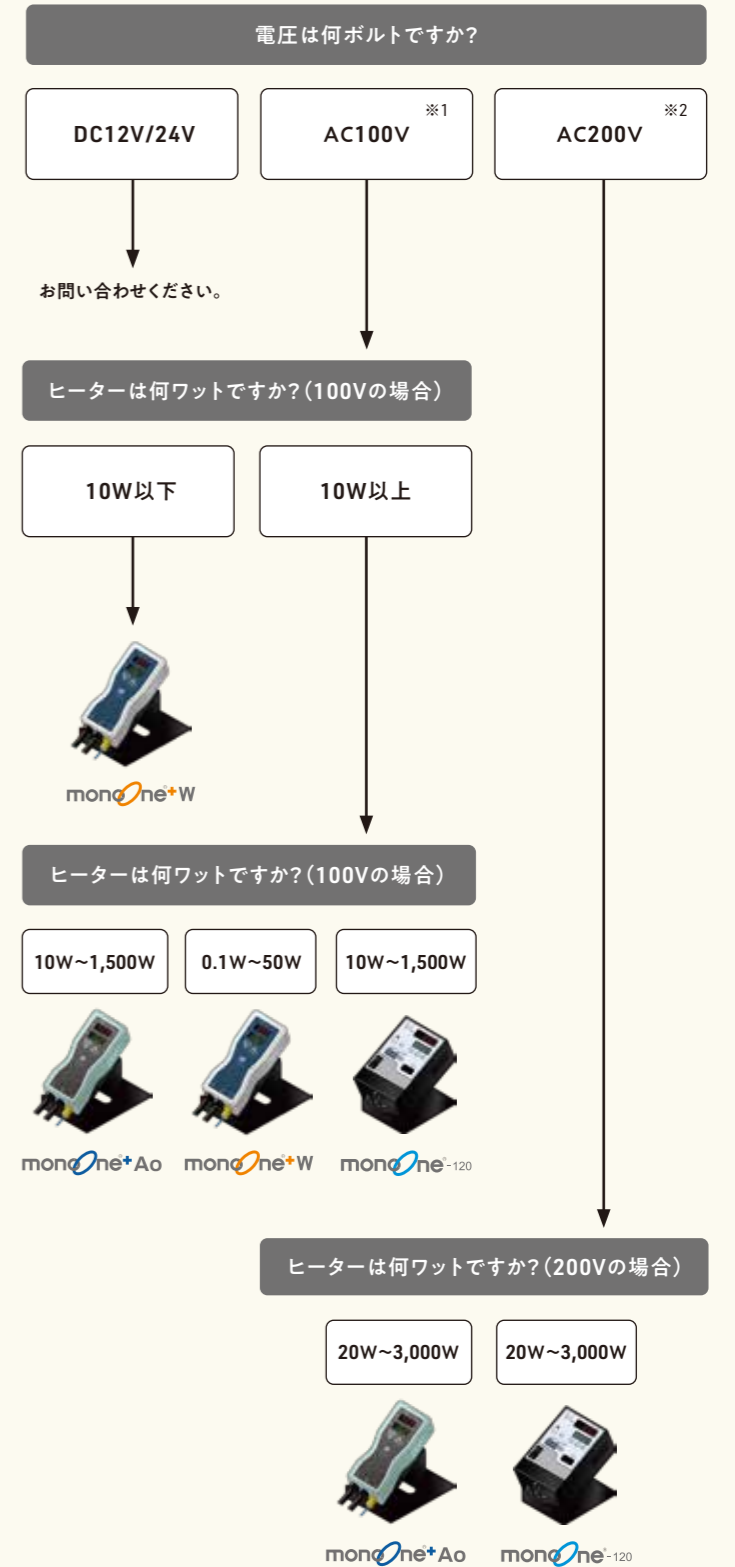 電圧は何ボルトですか？
DC12V/24V
AC100V ※1
AC200V ※2
お問い合わせください。
ヒーターは何ワットですか？（100Vの場合）
10W以下
10W以上
monoOne+W
ヒーターは何ワットですか？（100Vの場合）
10W~1,500W
0.1W~50W
10W~1,500W
monoOne+Ao
monoOne+W
monoOne-120
ヒーターは何ワットですか？（200Vの場合）
20W~3,000W
20W~3,000W
monoOne+Ao
monoOne-120